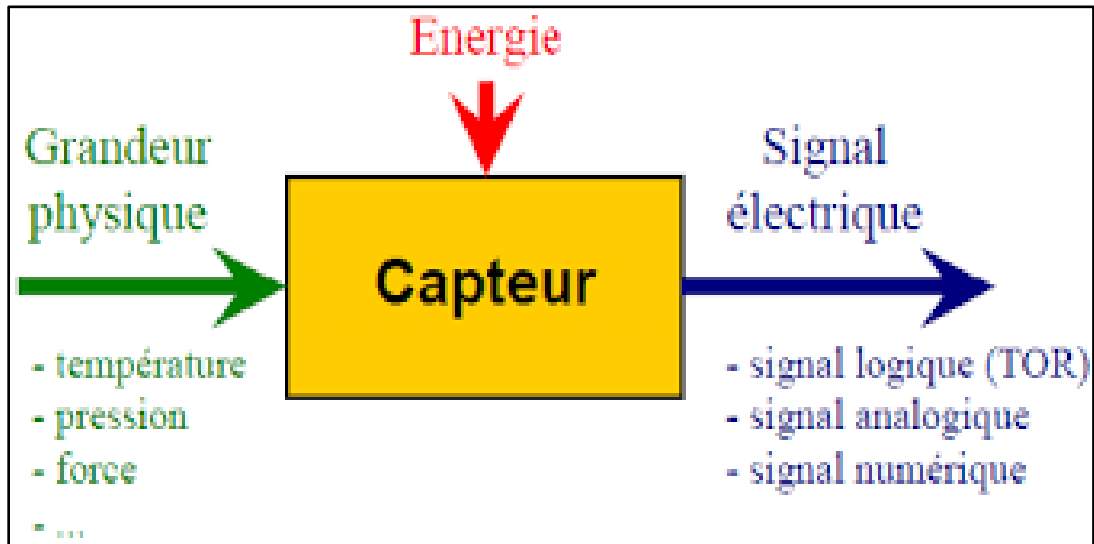 Energie
Grandeur
physique
Signal
électrique
Capteur
- température
- pression
- force
- ...
- signal logique (TOR)
- signal analogique
- signal numérique